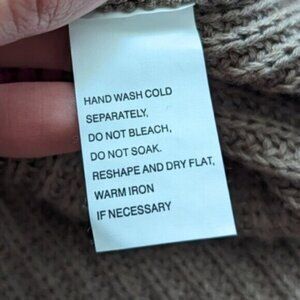 HAND WASH COLD
SEPARATELY,
DO NOT BLEACH,
DO NOT SOAK.
RESHAPE AND DRY FLAT,
WARM IRON
IF NECESSARY